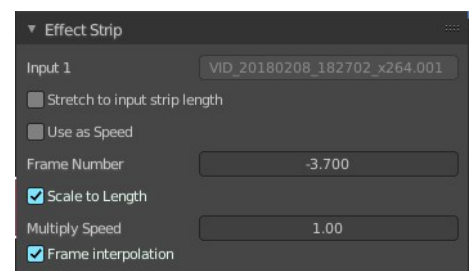 Effect Strip
Input 1 VID_20180208_182702_x264.001
Stretch to input strip length
Use as Speed
Frame Number -3.700
Scale to Length
Multiply Speed 1.00
Frame interpolation